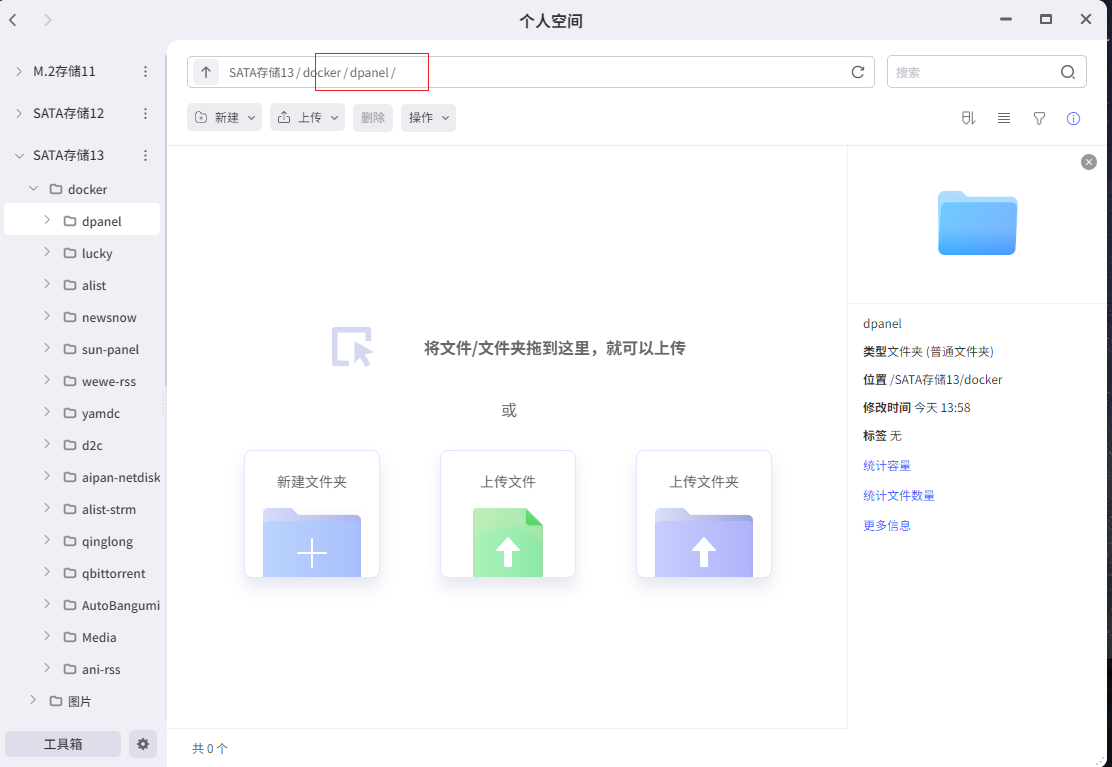 个人空间
M.2存储11
SATA存储12
SATA存储13
docker
dpanel
lucky
alist
newsnow
sun-panel
wewe-rss
yamdc
d2c
aipan-netdisk
alist-strm
qinglong
qbittorrent
AutoBangumi
Media
ani-rss
图片
工具箱
SATA存储13 / docker / dpanel /
搜索
新建 上传 删除 操作
将文件/文件夹拖到这里，就可以上传
或
新建文件夹 上传文件 上传文件夹
共 0 个
dpanel
类型文件夹 (普通文件夹)
位置 /SATA存储13/docker
修改时间 今天 13:58
标签 无
统计容量
统计文件数量
更多信息